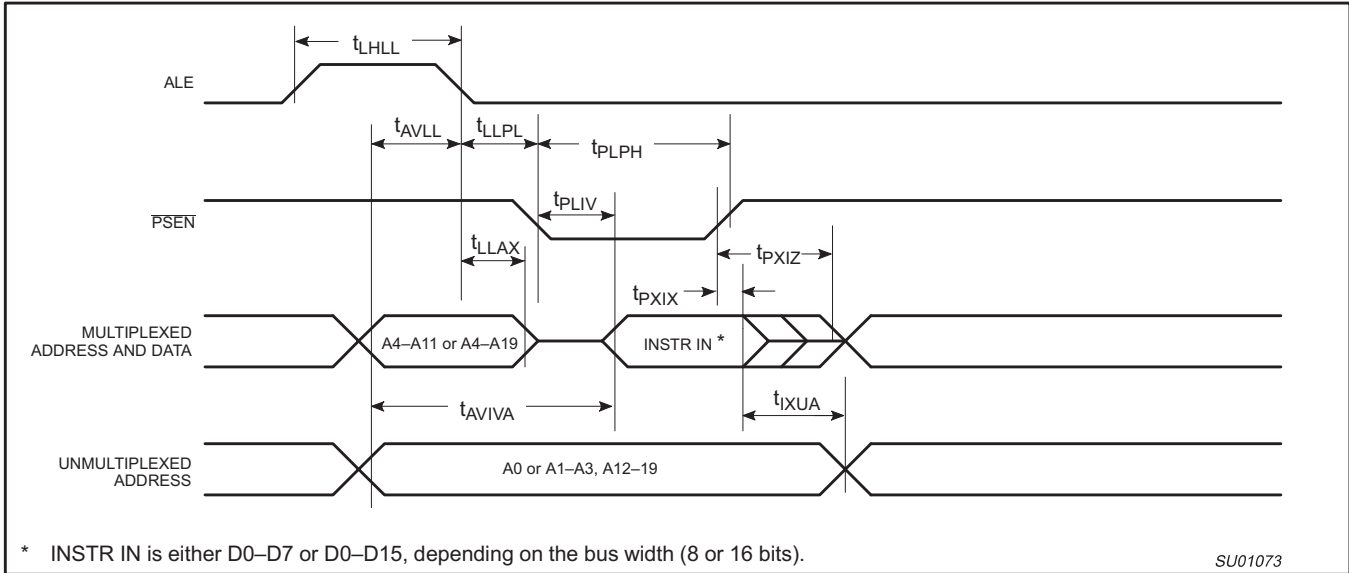 tLHLL
ALE
tAVLL
tLLPL
tPLPH
PSEN
tPLIV
tLLAX
tPXIZ
tPXIX
MULTIPLEXED
ADDRESS AND DATA
A4–A11 or A4–A19
INSTR IN *
tAVIVA
tIXUA
UNMULTIPLEXED
ADDRESS
A0 or A1–A3, A12–19
* INSTR IN is either D0–D7 or D0–D15, depending on the bus width (8 or 16 bits).
SU01073